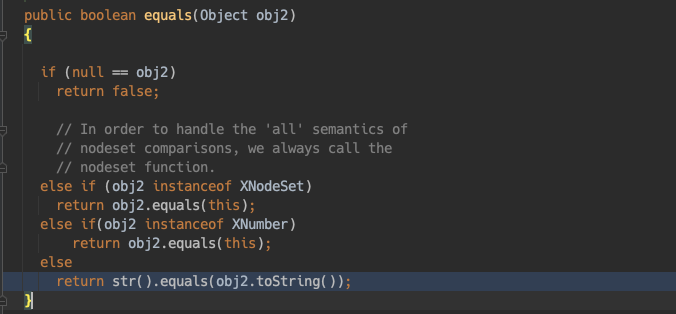 public boolean equals(Object obj2)
{
if (null == obj2)
return false;
// In order to handle the 'all' semantics of
// nodeset comparisons, we always call the
// nodeset function.
else if (obj2 instanceof XNodeSet)
return obj2.equals(this);
else if(obj2 instanceof XNumber)
return obj2.equals(this);
else
return str().equals(obj2.toString());
}